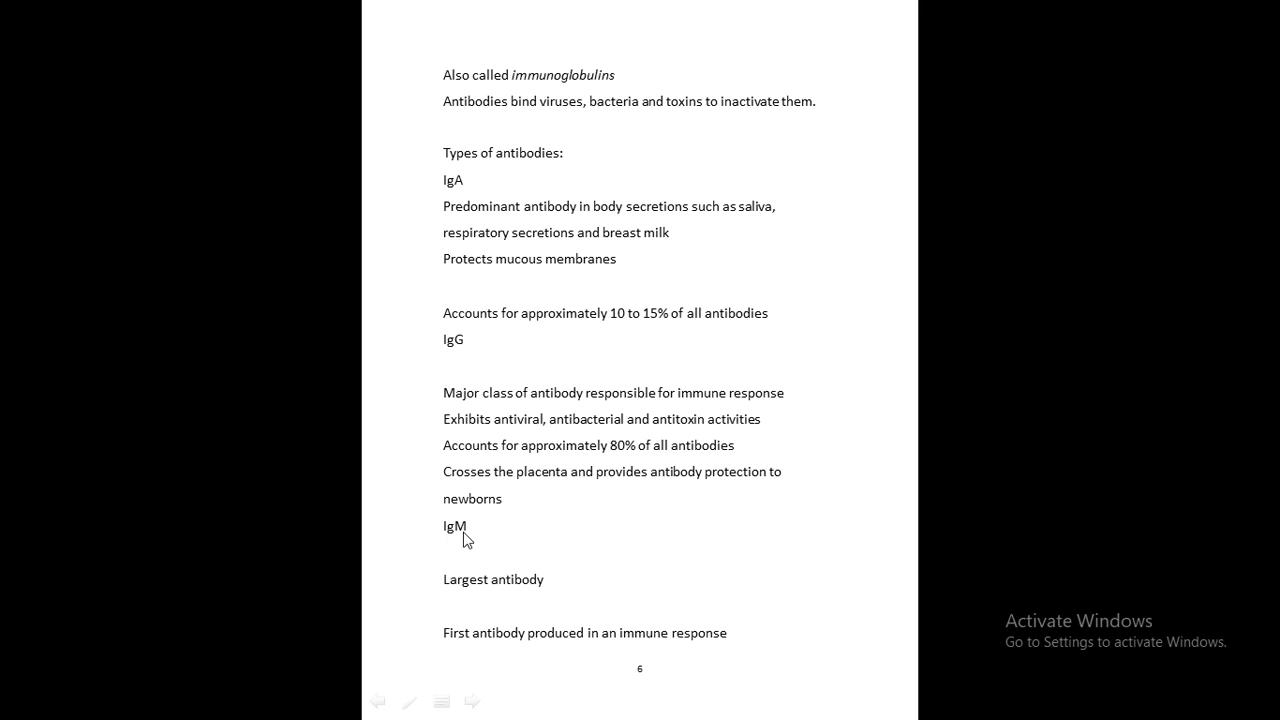 Also called immunoglobulins
Antibodies bind viruses, bacteria and toxins to inactivate them.
Types of antibodies:
IgA
Predominant antibody in body secretions such as saliva,
respiratory secretions and breast milk
Protects mucous membranes
Accounts for approximately 10 to 15% of all antibodies
IgG
Major class of antibody responsible for immune response
Exhibits antiviral, antibacterial and antitoxin activities
Accounts for approximately 80% of all antibodies
Crosses the placenta and provides antibody protection to
newborns
IgM
Largest antibody
First antibody produced in an immune response
6
Activate Windows
Go to Settings to activate Windows.